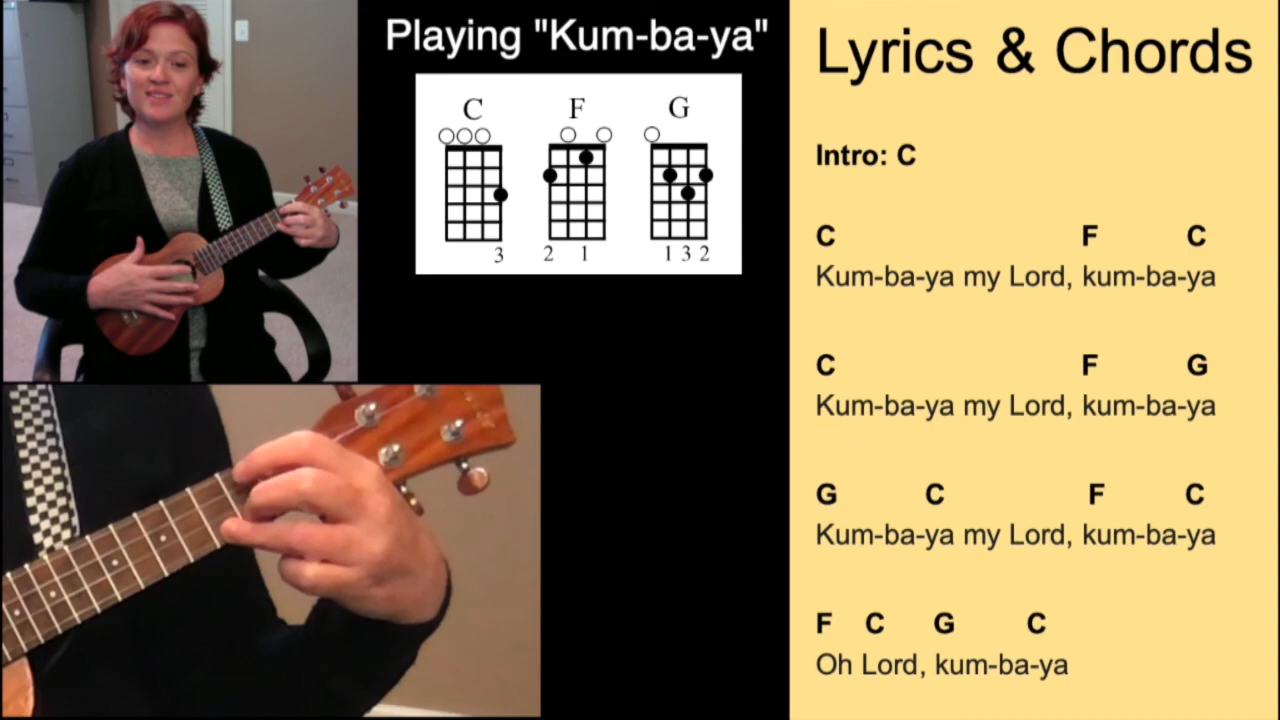 Playing "Kum-ba-ya"
C F G
3 2 1 1 3 2
Lyrics & Chords
Intro: C
C F C
Kum-ba-ya my Lord, kum-ba-ya
C F G
Kum-ba-ya my Lord, kum-ba-ya
G C F C
Kum-ba-ya my Lord, kum-ba-ya
F C G C
Oh Lord, kum-ba-ya